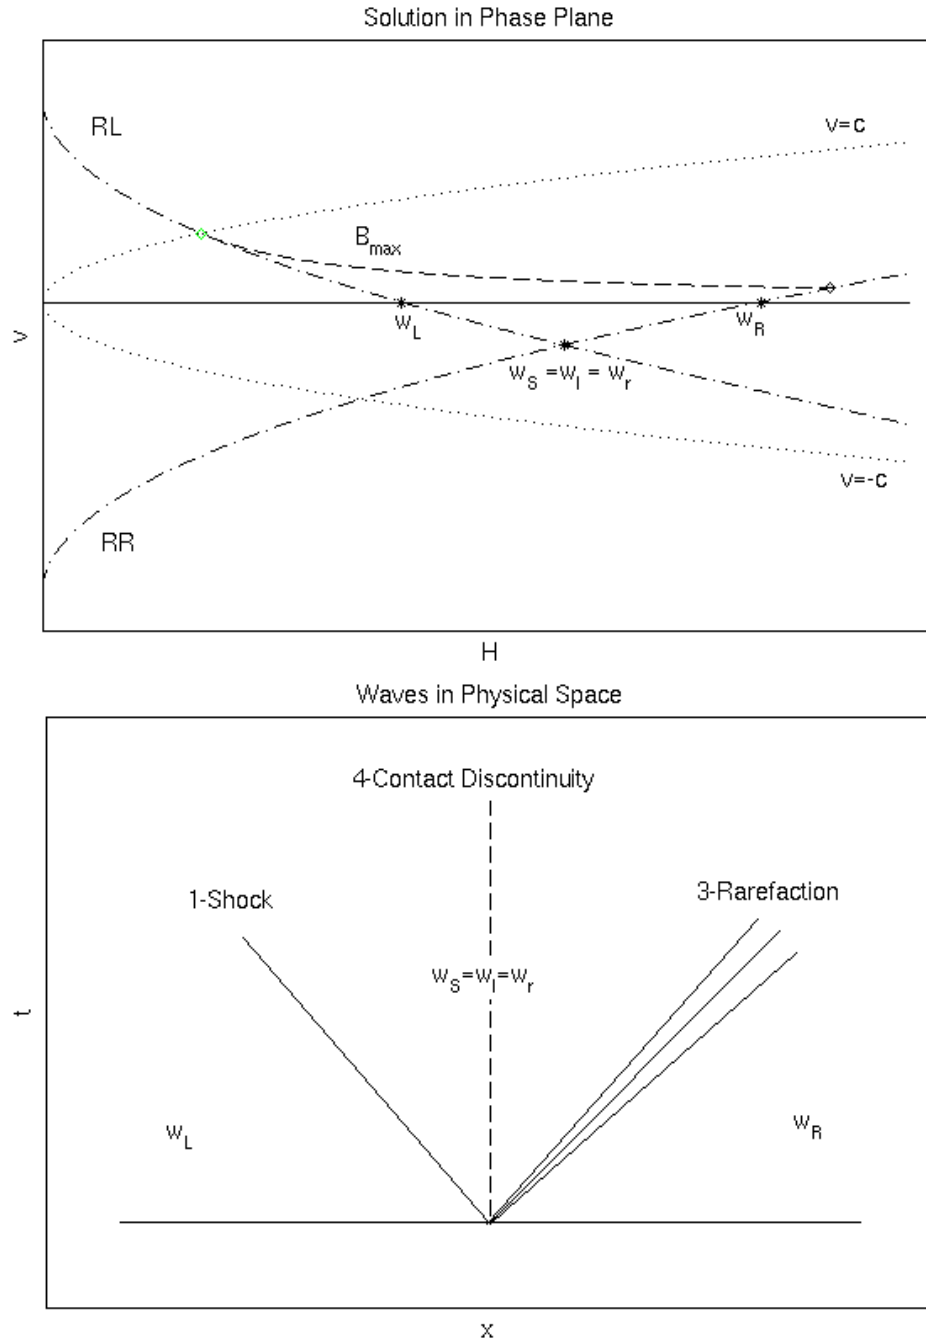 Solution in Phase Plane
RL
v=c
B_max
v
w_L
w_R
w_S = w_l = w_r
v=-c
RR
H
Waves in Physical Space
4-Contact Discontinuity
1-Shock
3-Rarefaction
w_S=w_l=w_r
t
w_L
w_R
x